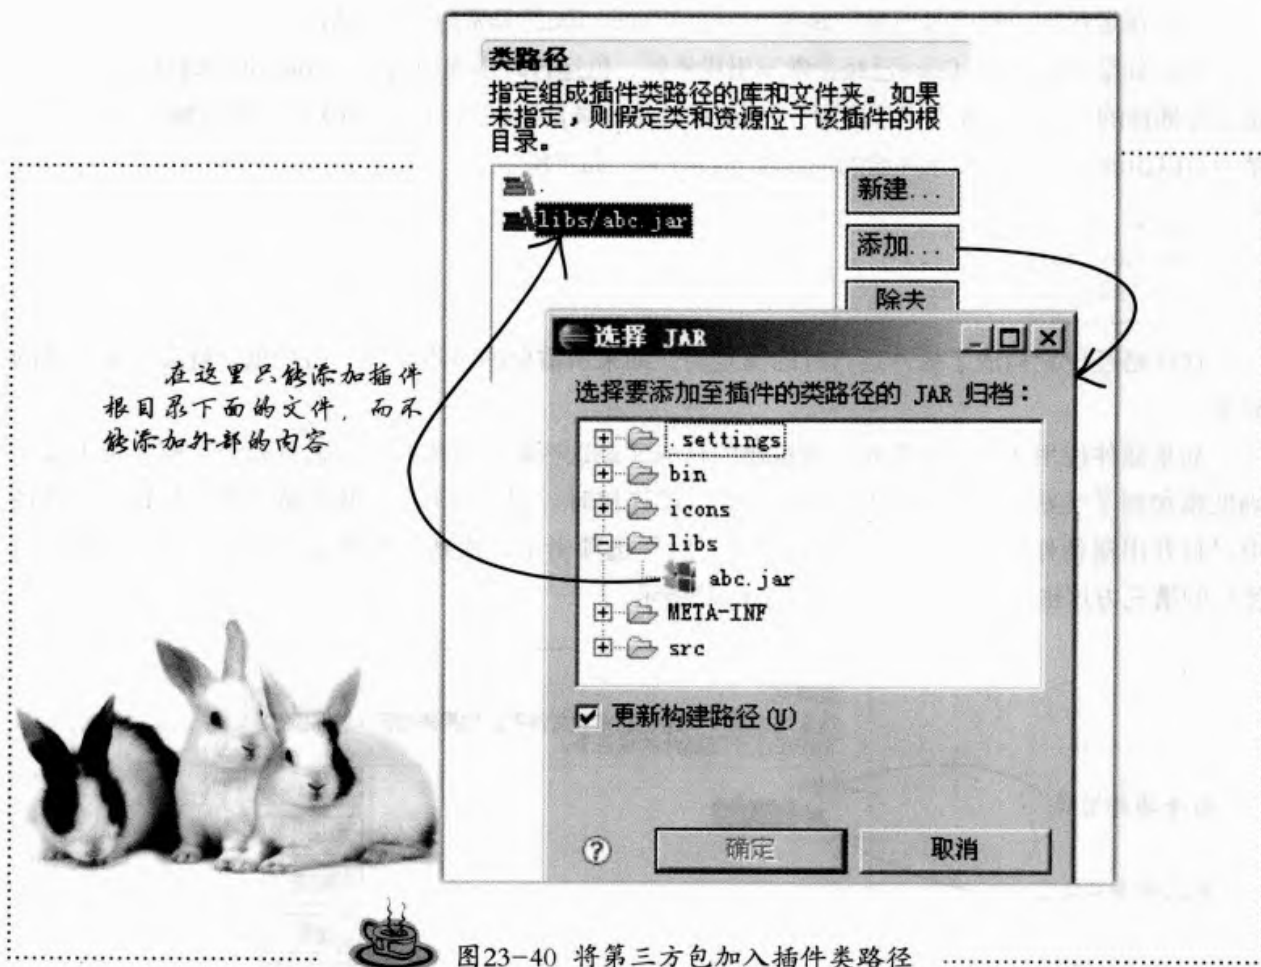 类路径
指定组成插件类路径的库和文件夹。如果
未指定，则假定类和资源位于该插件的根
目录。
.
libs/abc.jar
新建...
添加...
除去
在这里只能添加插件
根目录下面的文件，而不
能添加外部的内容
选择 JAR
选择要添加至插件的类路径的 JAR 归档：
.settings
bin
icons
libs
abc.jar
META-INF
src
更新构建路径(U)
?
确定
取消
图23-40 将第三方包加入插件类路径